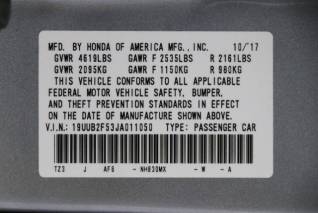 MFD. BY HONDA OF AMERICA MFG., INC. 10/17
GVWR 4619LBS GAWR F 2535LBS R 2161LBS
GVWR 2095KG GAWR F 1150KG R 980KG
THIS VEHICLE CONFORMS TO ALL APPLICABLE
FEDERAL MOTOR VEHICLE SAFETY, BUMPER,
AND THEFT PREVENTION STANDARDS IN EFFECT
ON THE DATE OF MANUFACTURE SHOWN ABOVE.
V.I.N.: 19UUB2F53JA011050 TYPE: PASSENGER CAR
TZ3 J AF6 - NH830MX - W - A